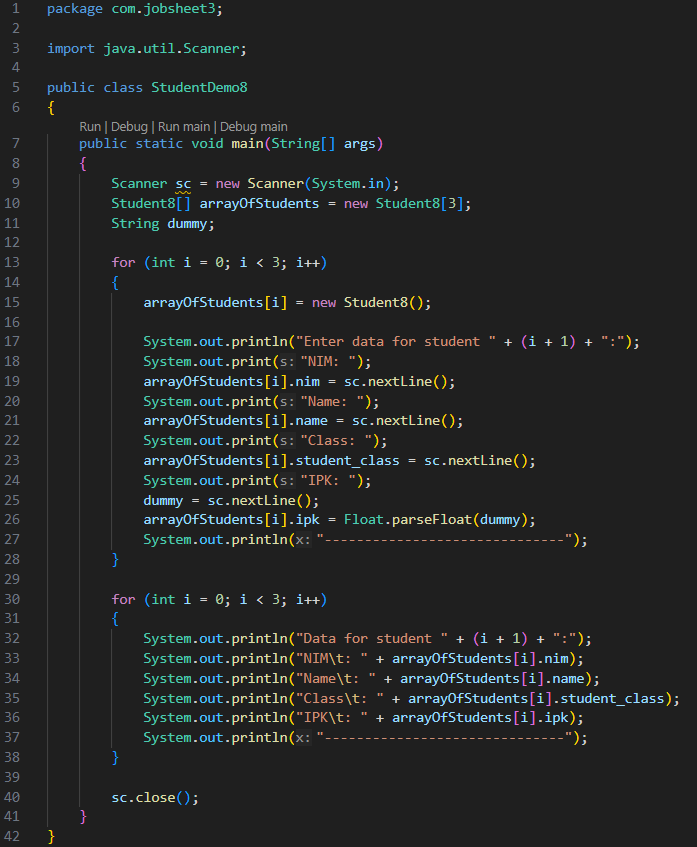 1 package com.jobsheet3;
2
3 import java.util.Scanner;
4
5 public class StudentDemo8
6 {
Run | Debug | Run main | Debug main
7     public static void main(String[] args)
8     {
9         Scanner sc = new Scanner(System.in);
10         Student8[] arrayOfStudents = new Student8[3];
11         String dummy;
12
13         for (int i = 0; i < 3; i++)
14         {
15             arrayOfStudents[i] = new Student8();
16
17             System.out.println("Enter data for student " + (i + 1) + ":");
18             System.out.print(s: "NIM: ");
19             arrayOfStudents[i].nim = sc.nextLine();
20             System.out.print(s: "Name: ");
21             arrayOfStudents[i].name = sc.nextLine();
22             System.out.print(s: "Class: ");
23             arrayOfStudents[i].student_class = sc.nextLine();
24             System.out.print(s: "IPK: ");
25             dummy = sc.nextLine();
26             arrayOfStudents[i].ipk = Float.parseFloat(dummy);
27             System.out.println(x: "------------------------------");
28         }
29
30         for (int i = 0; i < 3; i++)
31         {
32             System.out.println("Data for student " + (i + 1) + ":");
33             System.out.println("NIM\t: " + arrayOfStudents[i].nim);
34             System.out.println("Name\t: " + arrayOfStudents[i].name);
35             System.out.println("Class\t: " + arrayOfStudents[i].student_class);
36             System.out.println("IPK\t: " + arrayOfStudents[i].ipk);
37             System.out.println(x: "------------------------------");
38         }
39
40         sc.close();
41     }
42 }